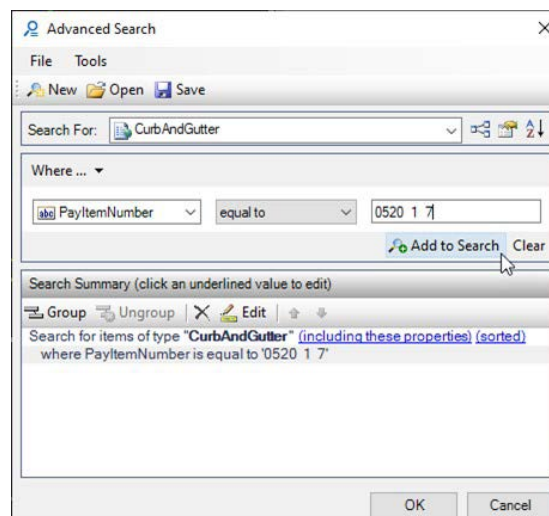 Advanced Search
File Tools
New Open Save
Search For: CurbAndGutter
Where ...
abc PayItemNumber equal to 0520 1 7
Add to Search Clear
Search Summary (click an underlined value to edit)
Group Ungroup Edit
Search for items of type "CurbAndGutter" (including these properties) (sorted)
where PayItemNumber is equal to '0520 1 7'
OK Cancel